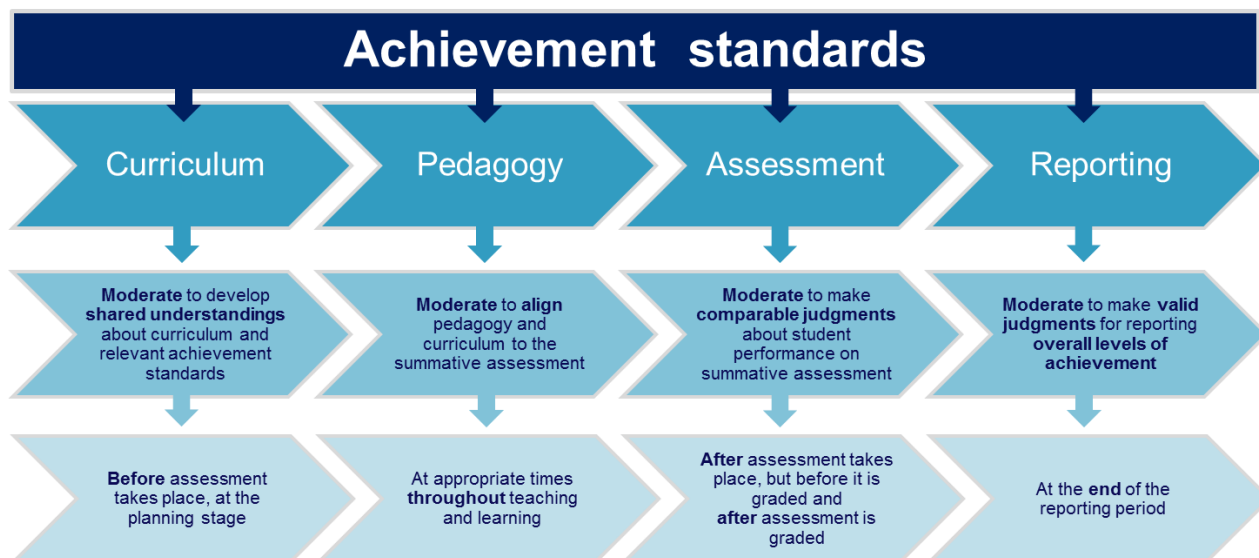 Achievement standards
Curriculum
Pedagogy
Assessment
Reporting
Moderate to develop
shared understandings
about curriculum and
relevant achievement
standards
Moderate to align
pedagogy and
curriculum to the
summative assessment
Moderate to make
comparable judgments
about student
performance on
summative assessment
Moderate to make valid
judgments for reporting
overall levels of
achievement
Before assessment
takes place, at the
planning stage
At appropriate times
throughout teaching
and learning
After assessment takes
place, but before it is
graded and
after assessment is
graded
At the end of the
reporting period